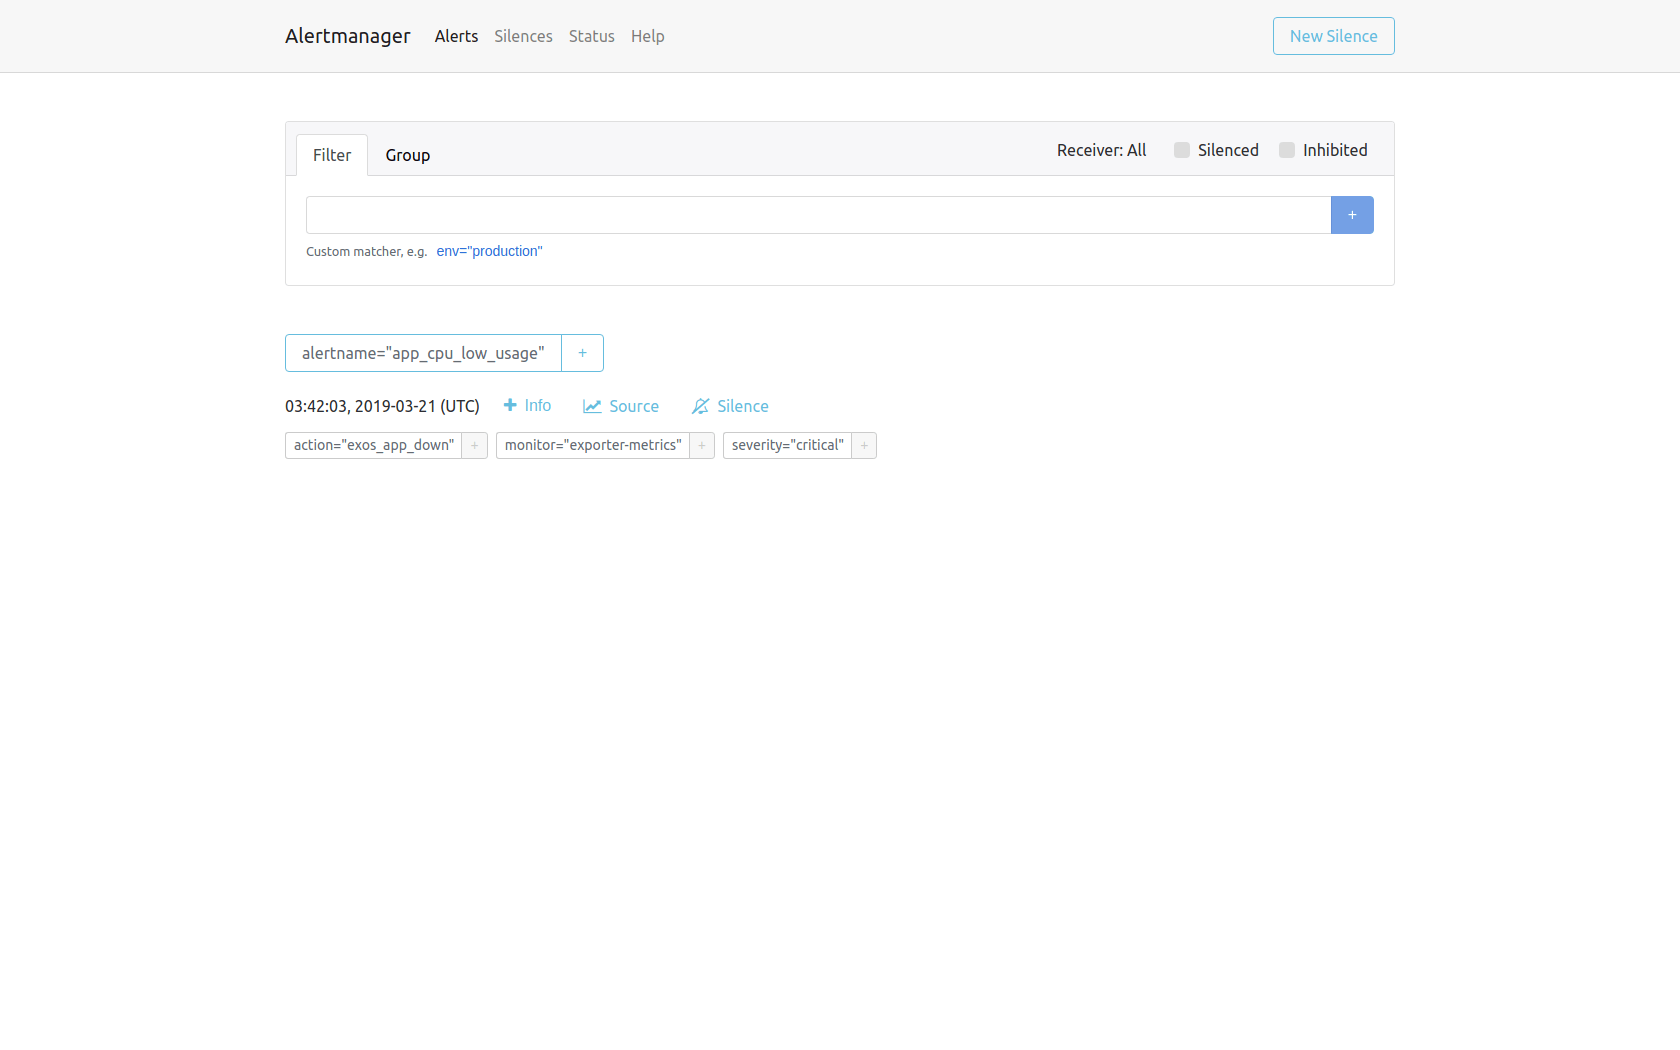 Alertmanager Alerts Silences Status Help New Silence
Filter Group Receiver: All Silenced Inhibited
+
Custom matcher, e.g. env="production"
alertname="app_cpu_low_usage" +
03:42:03, 2019-03-21 (UTC) + Info Source Silence
action="exos_app_down" + monitor="exporter-metrics" + severity="critical" +